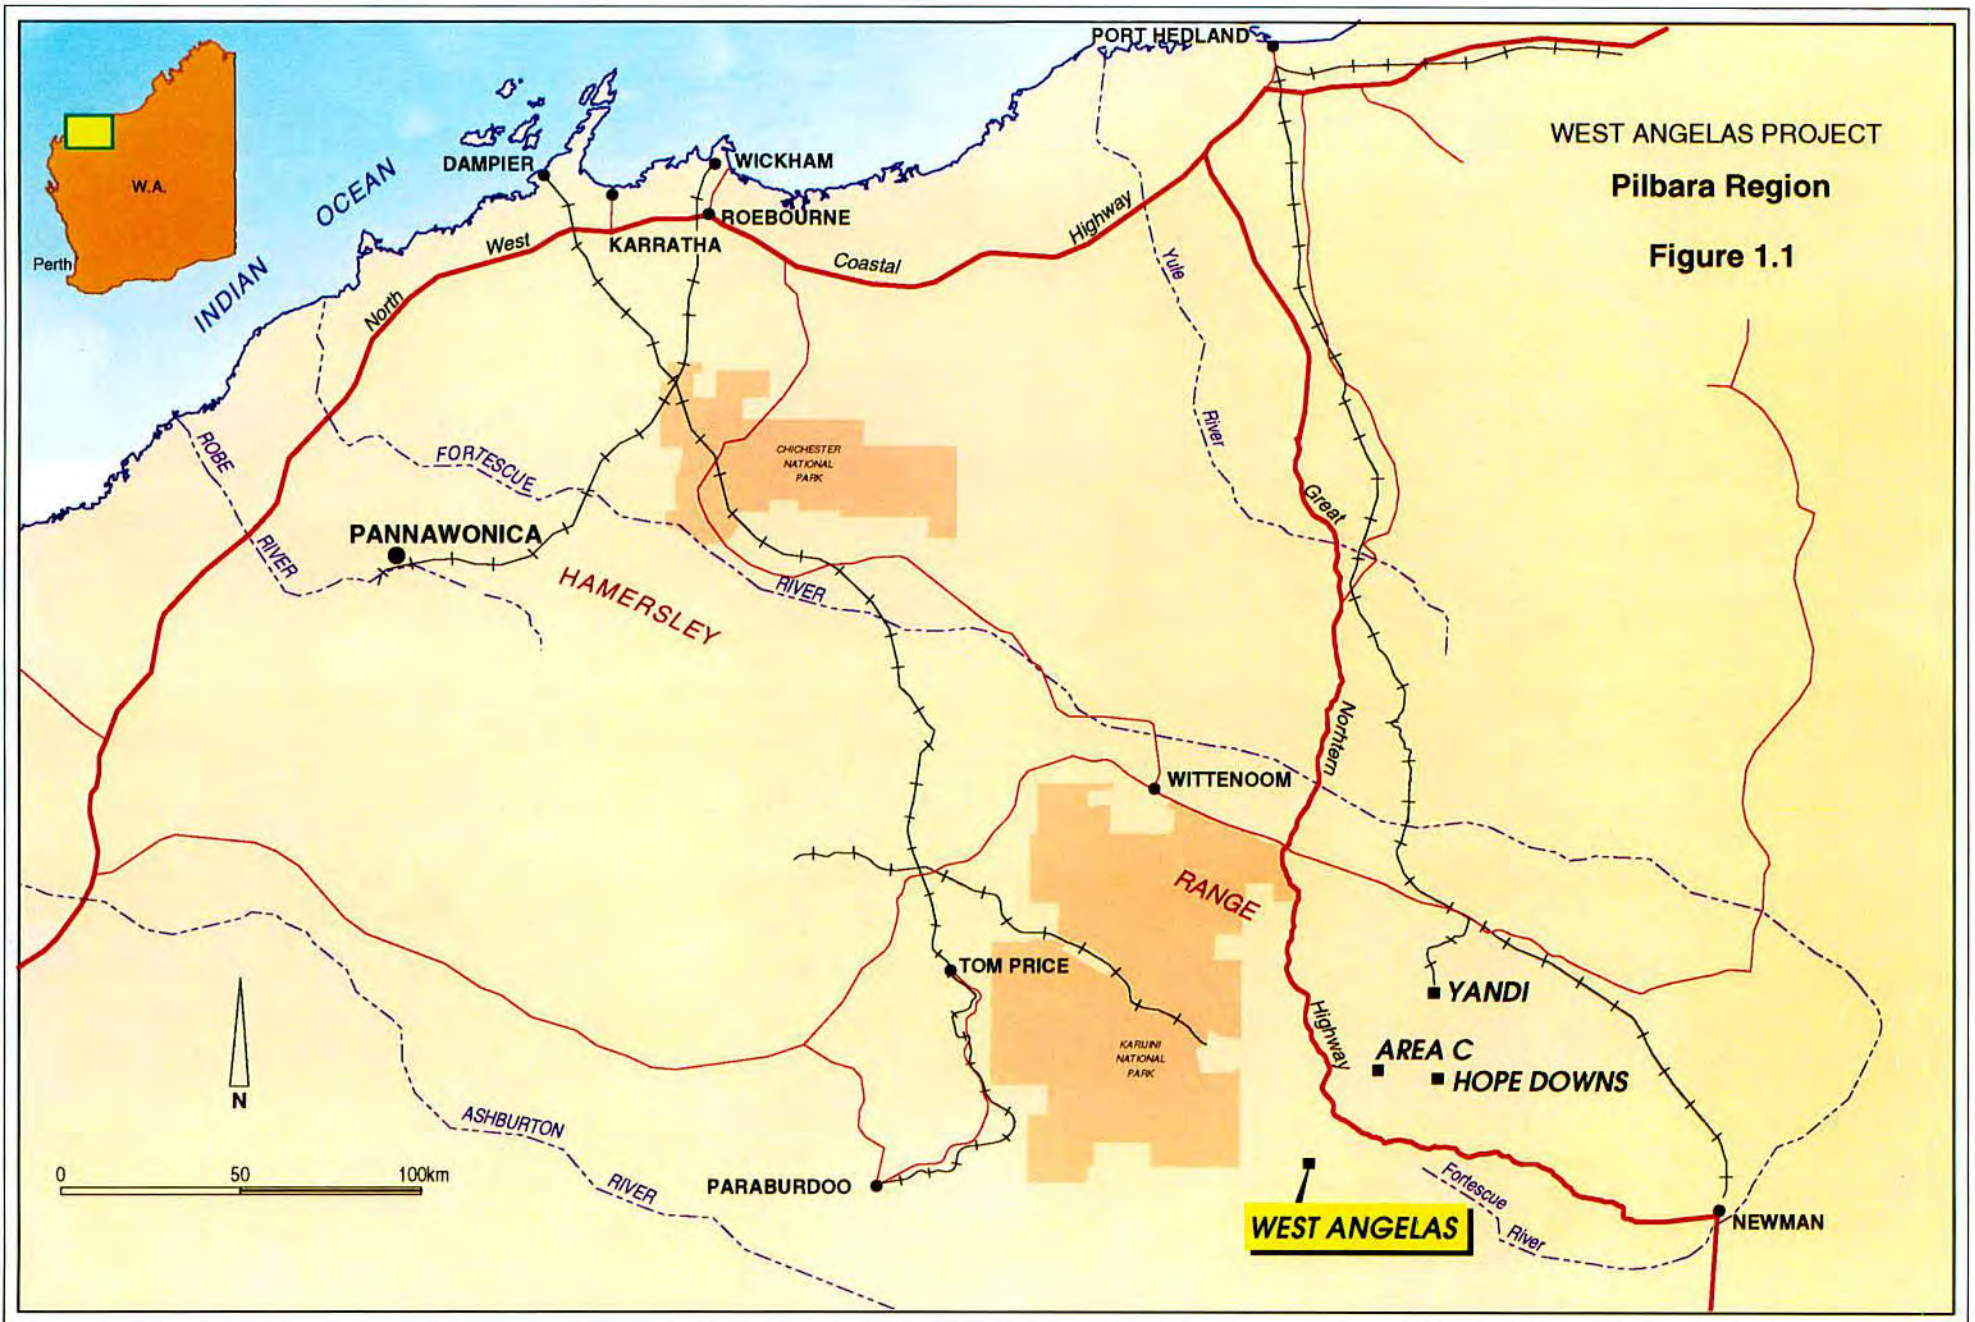 PORT HEDLAND
WEST ANGELAS PROJECT
Pilbara Region
Figure 1.1
W.A.
Perth
INDIAN
OCEAN
DAMPIER
WICKHAM
ROEBOURNE
KARRATHA
North
West
Coastal
Highway
Yule
River
ROBE
RIVER
FORTESCUE
RIVER
CHICHESTER
NATIONAL
PARK
PANNAWONICA
HAMERSLEY
RANGE
Great
Norhtern
Highway
WITTENOOM
TOM PRICE
YANDI
AREA C
HOPE DOWNS
KARIJINI
NATIONAL
PARK
N
ASHBURTON
RIVER
0 50 100km
PARABURDOO
WEST ANGELAS
Fortescue
River
NEWMAN